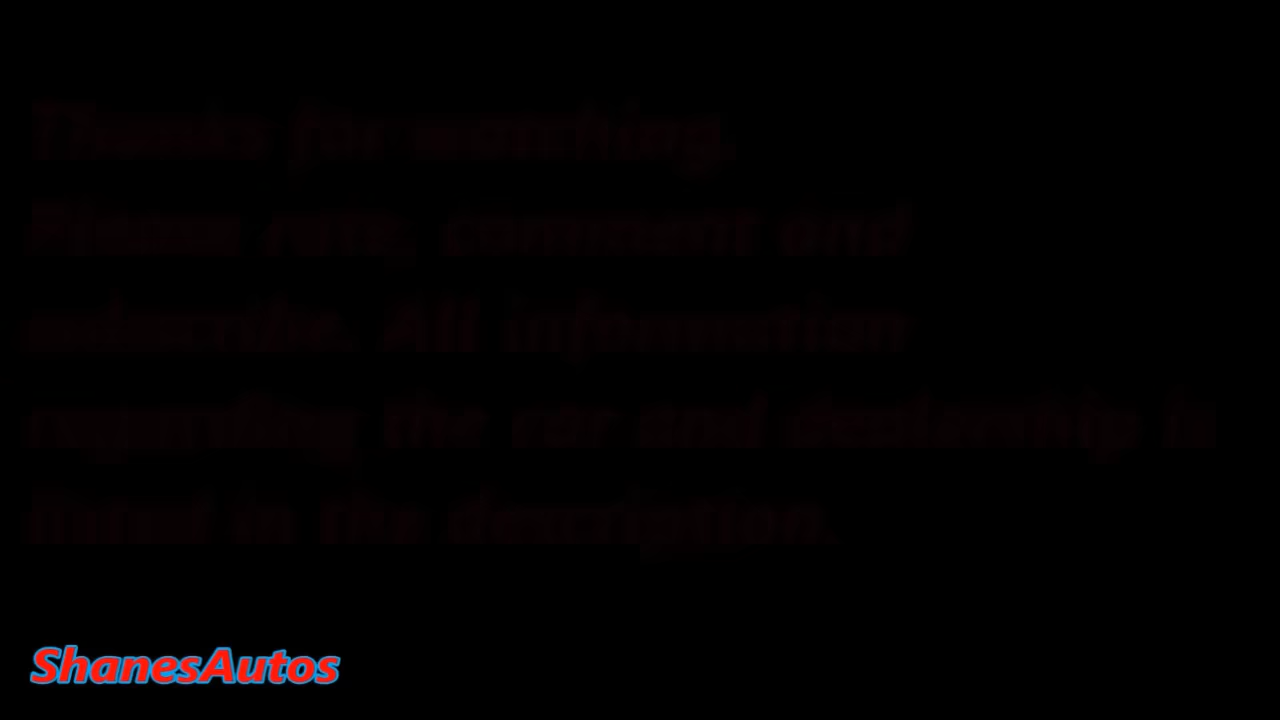 Thanks for watching.
Please rate, comment and
subscribe. All information
regarding the car and dealership is
listed in the description.
ShanesAutos